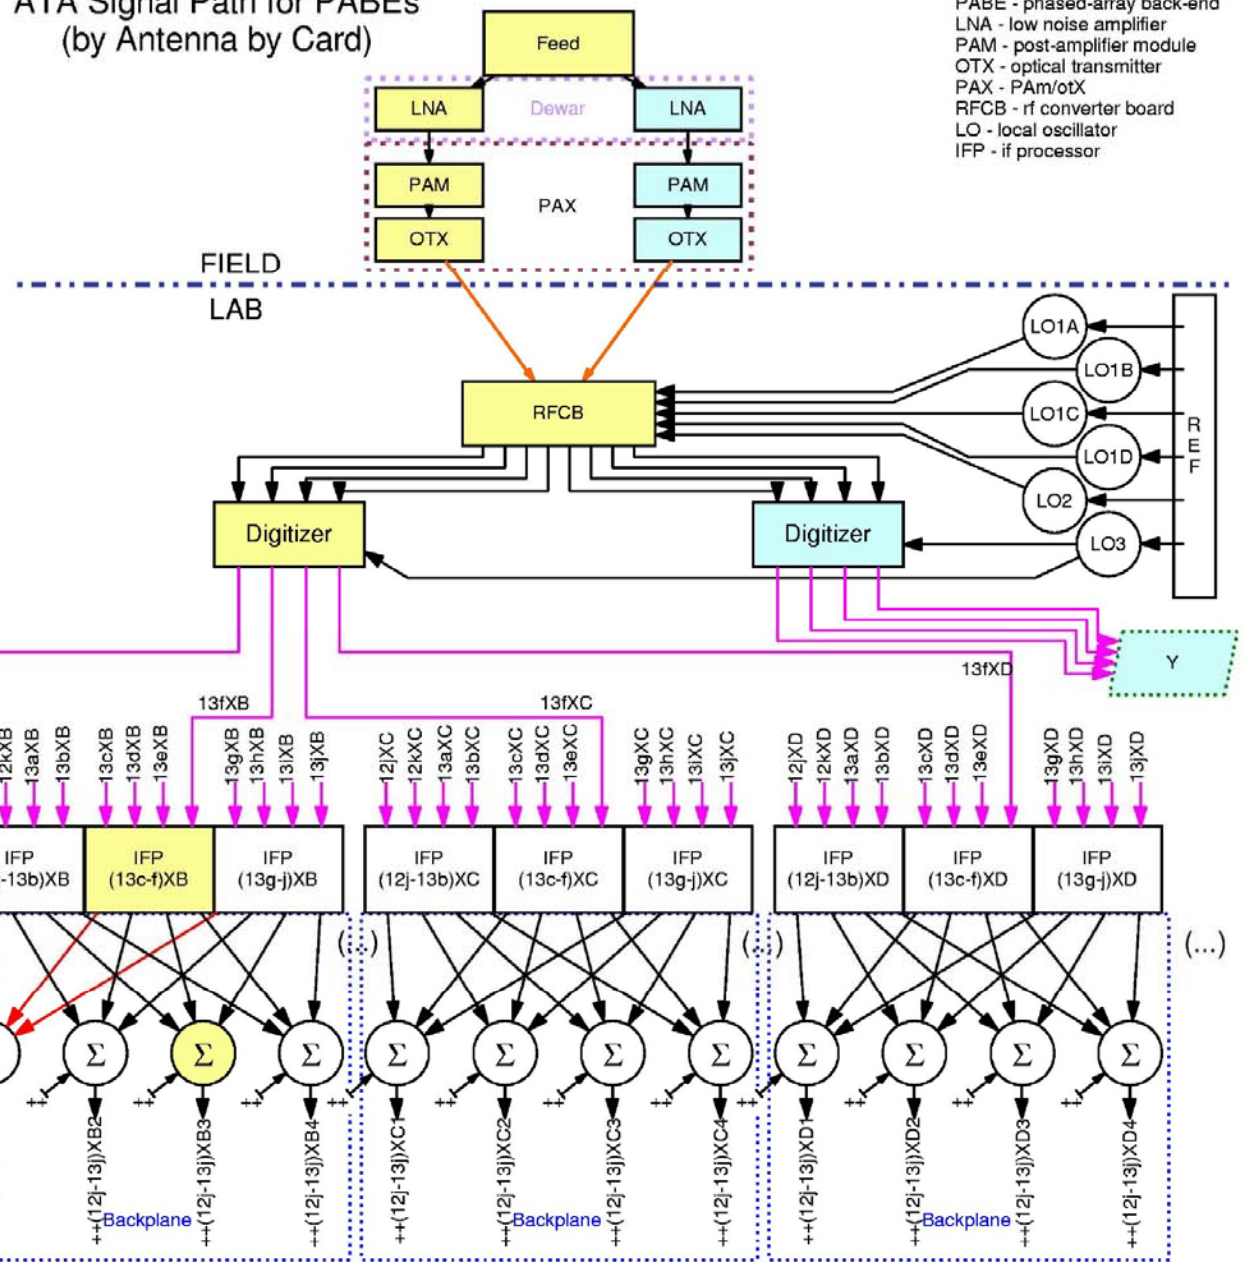 ATA Signal Path for PABEs
(by Antenna by Card)
PABE - phased-array back-end
LNA - low noise amplifier
PAM - post-amplifier module
OTX - optical transmitter
PAX - PAm/otX
RFCB - rf converter board
LO - local oscillator
IFP - if processor
Feed
LNA
Dewar
LNA
PAM
PAX
PAM
OTX
OTX
FIELD
LAB
LO1A
LO1B
RFCB
LO1C
REF
LO1D
LO2
Digitizer
Digitizer
LO3
Y
13fXD
13fXB
13fXC
12kXB
13aXB
13bXB
13cXB
13dXB
13eXB
13gXB
13hXB
13iXB
13jXB
12jXC
12kXC
13aXC
13bXC
13cXC
13dXC
13eXC
13gXC
13hXC
13iXC
13jXC
12jXD
12kXD
13aXD
13bXD
13cXD
13dXD
13eXD
13gXD
13hXD
13iXD
13jXD
IFP
-13b)XB
IFP
(13c-f)XB
IFP
(13g-j)XB
IFP
(12j-13b)XC
IFP
(13c-f)XC
IFP
(13g-j)XC
IFP
(12j-13b)XD
IFP
(13c-f)XD
IFP
(13g-j)XD
(...)
(...)
(...)
Σ
Σ
Σ
Σ
Σ
Σ
Σ
Σ
Σ
Σ
Σ
++
++
++
++
++
++
++
++
++
++
++
++(12j-13j)XB2
++(12j-13j)XB3
++(12j-13j)XB4
++(12j-13j)XC1
++(12j-13j)XC2
++(12j-13j)XC3
++(12j-13j)XC4
++(12j-13j)XD1
++(12j-13j)XD2
++(12j-13j)XD3
++(12j-13j)XD4
Backplane
Backplane
Backplane